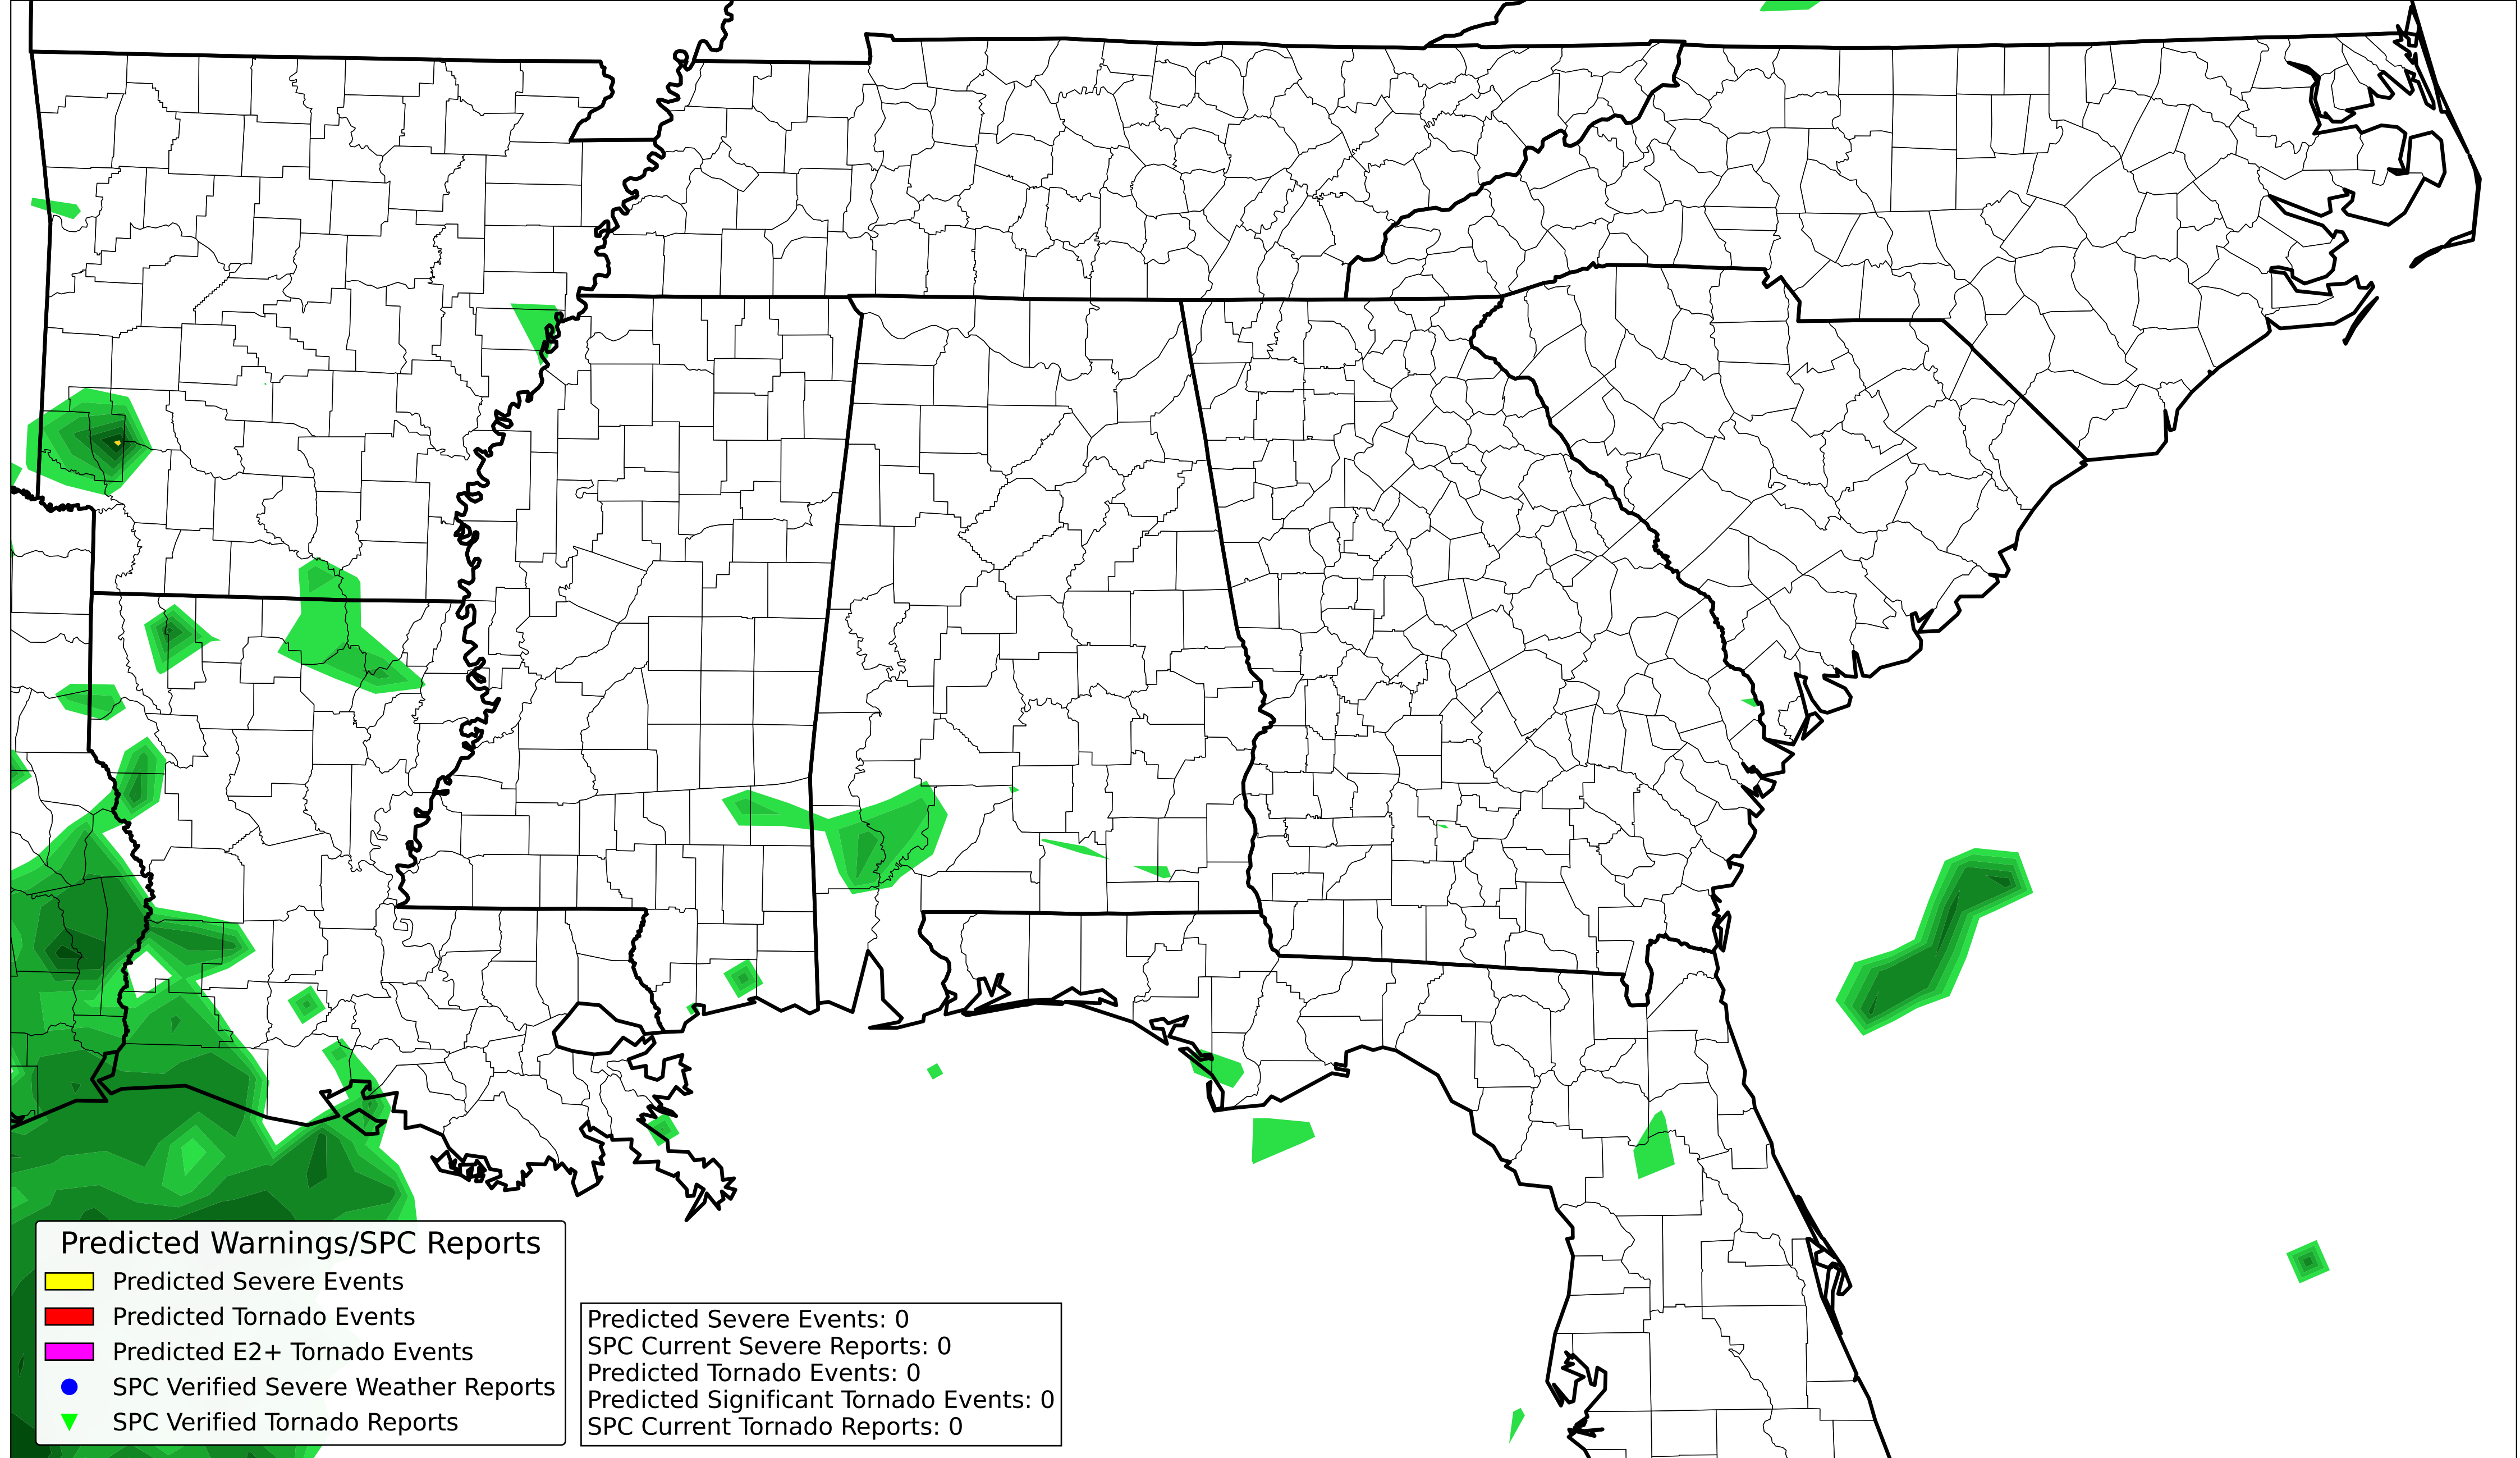 Predicted Warnings/SPC Reports
Predicted Severe Events
Predicted Tornado Events
Predicted E2+ Tornado Events
SPC Verified Severe Weather Reports
SPC Verified Tornado Reports
Predicted Severe Events: 0
SPC Current Severe Reports: 0
Predicted Tornado Events: 0
Predicted Significant Tornado Events: 0
SPC Current Tornado Reports: 0